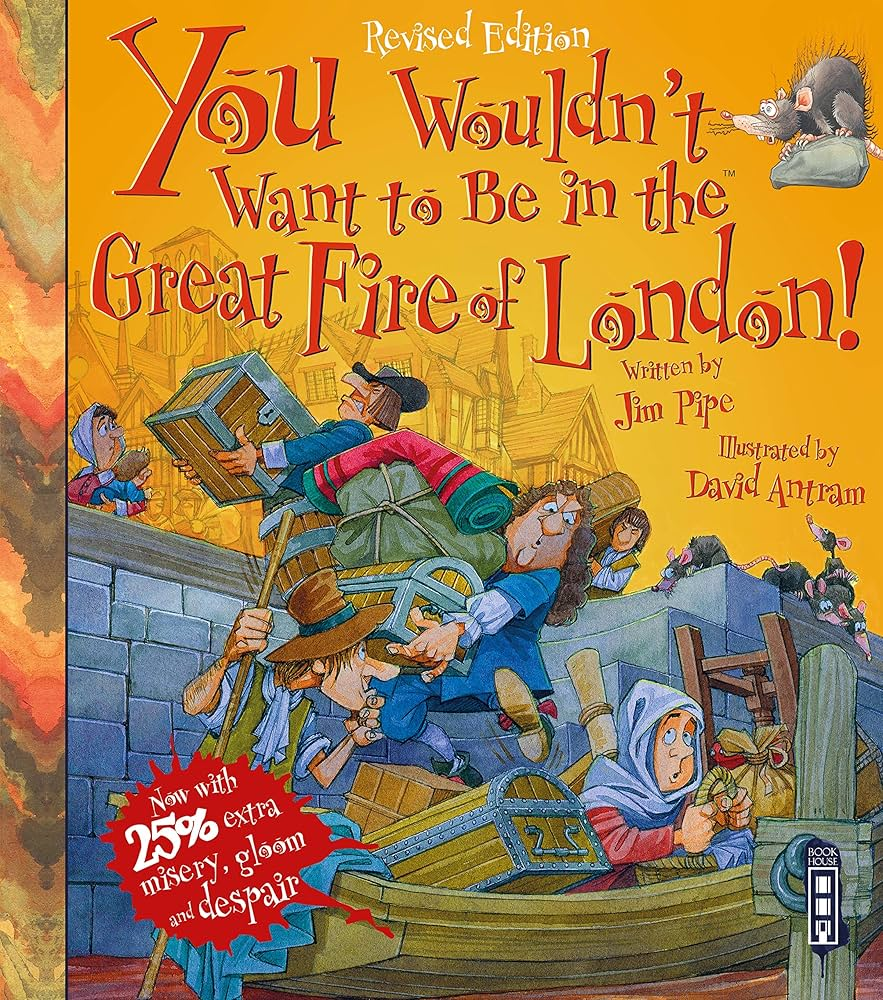 Revised Edition
You Wouldn't
Want to Be in the™
Great Fire of London!
Written by
Jim Pipe
Illustrated by
David Antram
Now with
25% extra
misery, gloom
and despair
BOOK
HOUSE